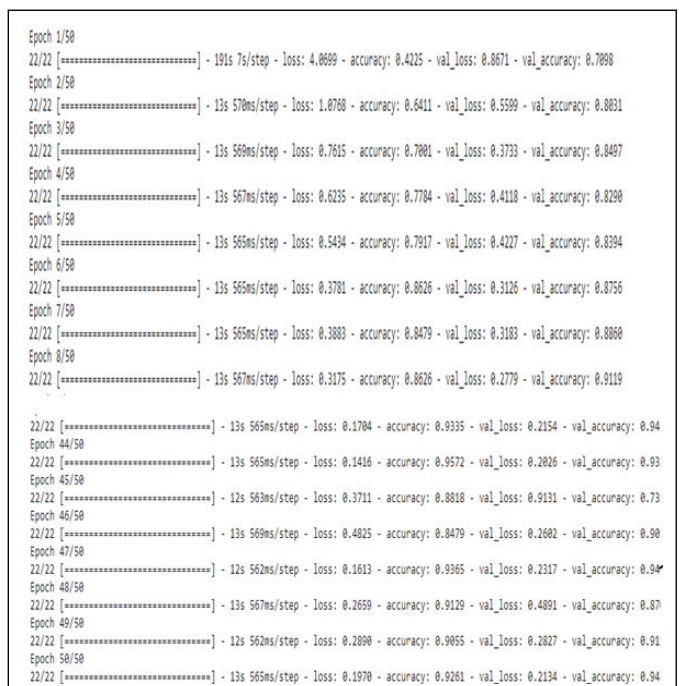 Epoch 1/50
22/22 [==============================] - 191s 7s/step - loss: 4.0699 - accuracy: 0.4225 - val_loss: 0.8671 - val_accuracy: 0.7098
Epoch 2/50
22/22 [==============================] - 13s 570ms/step - loss: 1.0768 - accuracy: 0.6411 - val_loss: 0.5599 - val_accuracy: 0.8031
Epoch 3/50
22/22 [==============================] - 13s 569ms/step - loss: 0.7615 - accuracy: 0.7001 - val_loss: 0.3733 - val_accuracy: 0.8497
Epoch 4/50
22/22 [==============================] - 13s 567ms/step - loss: 0.6235 - accuracy: 0.7784 - val_loss: 0.4118 - val_accuracy: 0.8290
Epoch 5/50
22/22 [==============================] - 13s 565ms/step - loss: 0.5434 - accuracy: 0.7917 - val_loss: 0.4227 - val_accuracy: 0.8394
Epoch 6/50
22/22 [==============================] - 13s 565ms/step - loss: 0.3781 - accuracy: 0.8626 - val_loss: 0.3126 - val_accuracy: 0.8756
Epoch 7/50
22/22 [==============================] - 13s 565ms/step - loss: 0.3883 - accuracy: 0.8479 - val_loss: 0.3183 - val_accuracy: 0.8860
Epoch 8/50
22/22 [==============================] - 13s 567ms/step - loss: 0.3175 - accuracy: 0.8626 - val_loss: 0.2779 - val_accuracy: 0.9119
22/22 [==============================] - 13s 565ms/step - loss: 0.1704 - accuracy: 0.9335 - val_loss: 0.2154 - val_accuracy: 0.94
Epoch 44/50
22/22 [==============================] - 13s 565ms/step - loss: 0.1416 - accuracy: 0.9572 - val_loss: 0.2026 - val_accuracy: 0.93
Epoch 45/50
22/22 [==============================] - 12s 563ms/step - loss: 0.3711 - accuracy: 0.8818 - val_loss: 0.9131 - val_accuracy: 0.73
Epoch 46/50
22/22 [==============================] - 13s 569ms/step - loss: 0.4825 - accuracy: 0.8479 - val_loss: 0.2602 - val_accuracy: 0.90
Epoch 47/50
22/22 [==============================] - 12s 562ms/step - loss: 0.1613 - accuracy: 0.9365 - val_loss: 0.2317 - val_accuracy: 0.94
Epoch 48/50
22/22 [==============================] - 13s 567ms/step - loss: 0.2659 - accuracy: 0.9129 - val_loss: 0.4891 - val_accuracy: 0.87
Epoch 49/50
22/22 [==============================] - 12s 562ms/step - loss: 0.2890 - accuracy: 0.9055 - val_loss: 0.2827 - val_accuracy: 0.91
Epoch 50/50
22/22 [==============================] - 13s 565ms/step - loss: 0.1970 - accuracy: 0.9261 - val_loss: 0.2134 - val_accuracy: 0.94